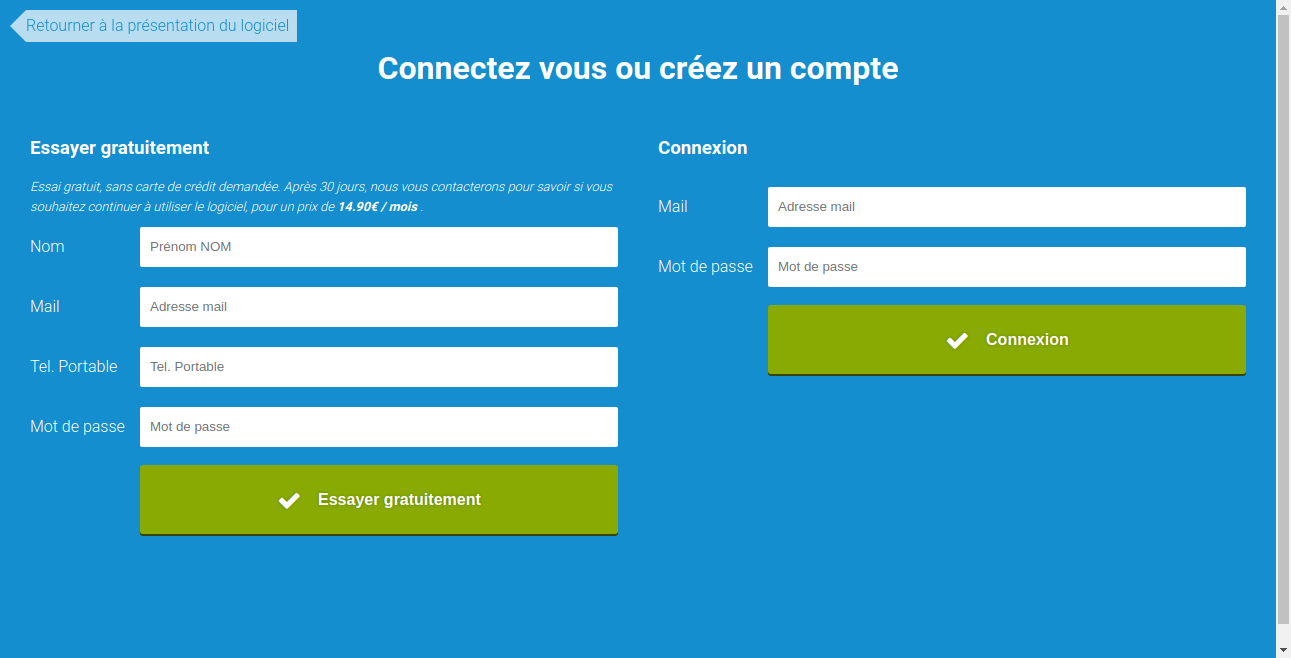 Retourner à la présentation du logiciel
Connectez vous ou créez un compte
Essayer gratuitement
Essai gratuit, sans carte de crédit demandée. Après 30 jours, nous vous contacterons pour savoir si vous
souhaitez continuer à utiliser le logiciel, pour un prix de 14.90€ / mois .
Nom
Prénom NOM
Mail
Adresse mail
Tel. Portable
Tel. Portable
Mot de passe
Mot de passe
Essayer gratuitement
Connexion
Mail
Adresse mail
Mot de passe
Mot de passe
Connexion